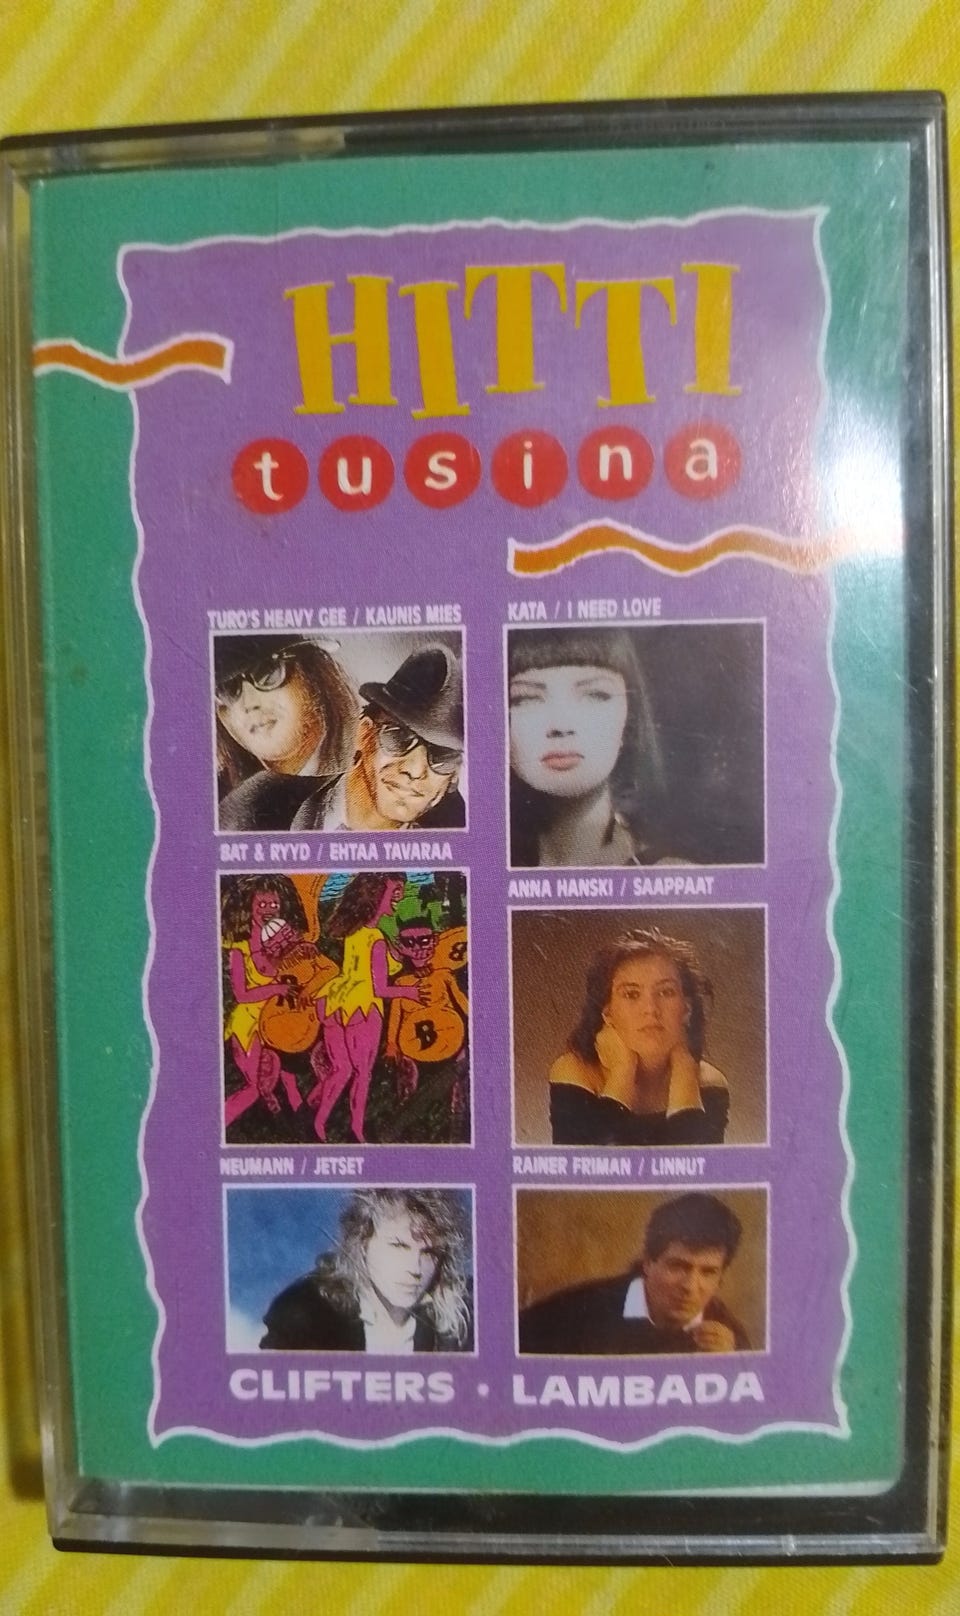 HITTI
tusina
TURO'S HEAVY GEE / KAUNIS MIES
KATA / I NEED LOVE
BAT & RYYD / EHTAA TAVARAA
ANNA HANSKI / SAAPPAAT
R
B
B
NEUMANN / JETSET
RAINER FRIMAN / LINNUT
CLIFTERS · LAMBADA